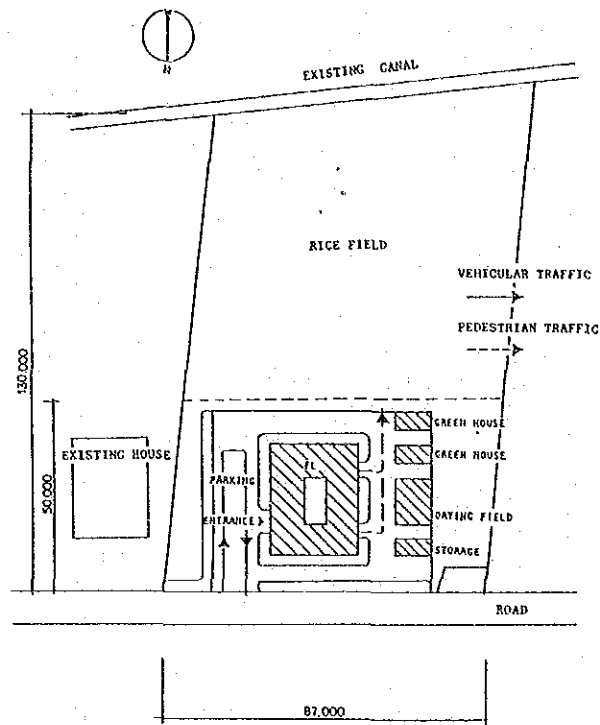 N
EXISTING CANAL
RICE FIELD
VEHICULAR TRAFFIC
PEDESTRIAN TRAFFIC
130.000
50.000
GREEN HOUSE
EXISTING HOUSE
GREEN HOUSE
PARKING
ENTRANCE
DAYING FIELD
STORAGE
ROAD
87.000